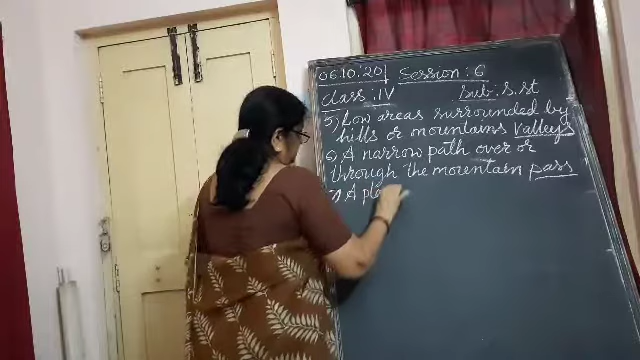 06.10.20 Session : 6
Class : IV Sub : S.St
5) Low areas surrounded by
hills or mountains valleys
6) A narrow path over or
through the mountain pass
7) A pla